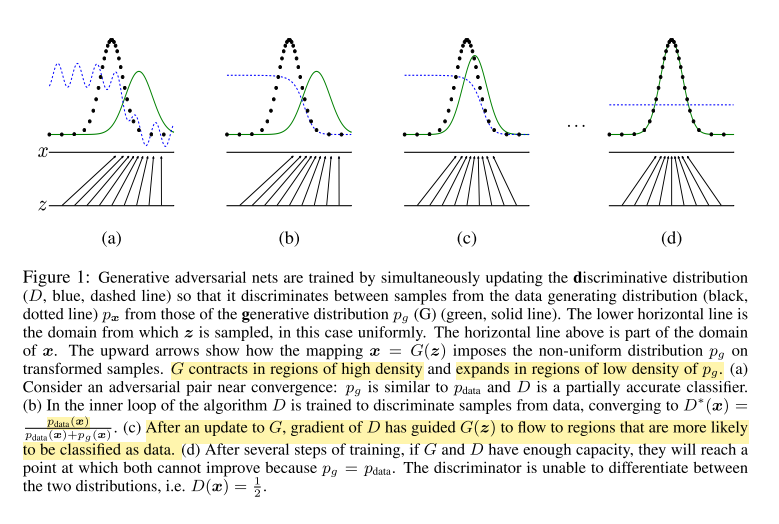 . . .
x
z
(a) (b) (c) (d)
Figure 1: Generative adversarial nets are trained by simultaneously updating the discriminative distribution
(D, blue, dashed line) so that it discriminates between samples from the data generating distribution (black,
dotted line) pₓ from those of the generative distribution p_g (G) (green, solid line). The lower horizontal line is
the domain from which z is sampled, in this case uniformly. The horizontal line above is part of the domain
of x. The upward arrows show how the mapping x = G(z) imposes the non-uniform distribution p_g on
transformed samples. G contracts in regions of high density and expands in regions of low density of p_g. (a)
Consider an adversarial pair near convergence: p_g is similar to p_data and D is a partially accurate classifier.
(b) In the inner loop of the algorithm D is trained to discriminate samples from data, converging to D*(x) =
p_data(x)/(p_data(x)+p_g(x)). (c) After an update to G, gradient of D has guided G(z) to flow to regions that are more likely
to be classified as data. (d) After several steps of training, if G and D have enough capacity, they will reach a
point at which both cannot improve because p_g = p_data. The discriminator is unable to differentiate between
the two distributions, i.e. D(x) = 1/2.